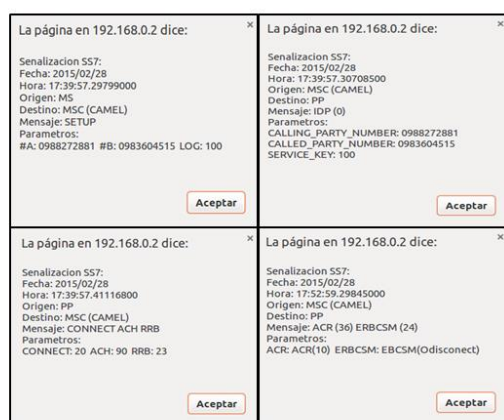 La página en 192.168.0.2 dice:
×
Senalizacion SS7:
Fecha: 2015/02/28
Hora: 17:39:57.29799000
Origen: MS
Destino: MSC (CAMEL)
Mensaje: SETUP
Parametros:
#A: 0988272881 #B: 0983604515 LOG: 100
Aceptar
La página en 192.168.0.2 dice:
×
Senalizacion SS7:
Fecha: 2015/02/28
Hora: 17:39:57.30708500
Origen: MSC (CAMEL)
Destino: PP
Mensaje: IDP (0)
Parametros:
CALLING_PARTY_NUMBER: 0988272881
CALLED_PARTY_NUMBER: 0983604515
SERVICE_KEY: 100
Aceptar
La página en 192.168.0.2 dice:
×
Senalizacion SS7:
Fecha: 2015/02/28
Hora: 17:39:57.41116800
Origen: PP
Destino: MSC (CAMEL)
Mensaje: CONNECT ACH RRB
Parametros:
CONNECT: 20 ACH: 90 RRB: 23
Aceptar
La página en 192.168.0.2 dice:
×
Senalizacion SS7:
Fecha: 2015/02/28
Hora: 17:52:59.29845000
Origen: MSC (CAMEL)
Destino: PP
Mensaje: ACR (36) ERBCSM (24)
Parametros:
ACR: ACR(10) ERBCSM: EBCSM(Odisconect)
Aceptar